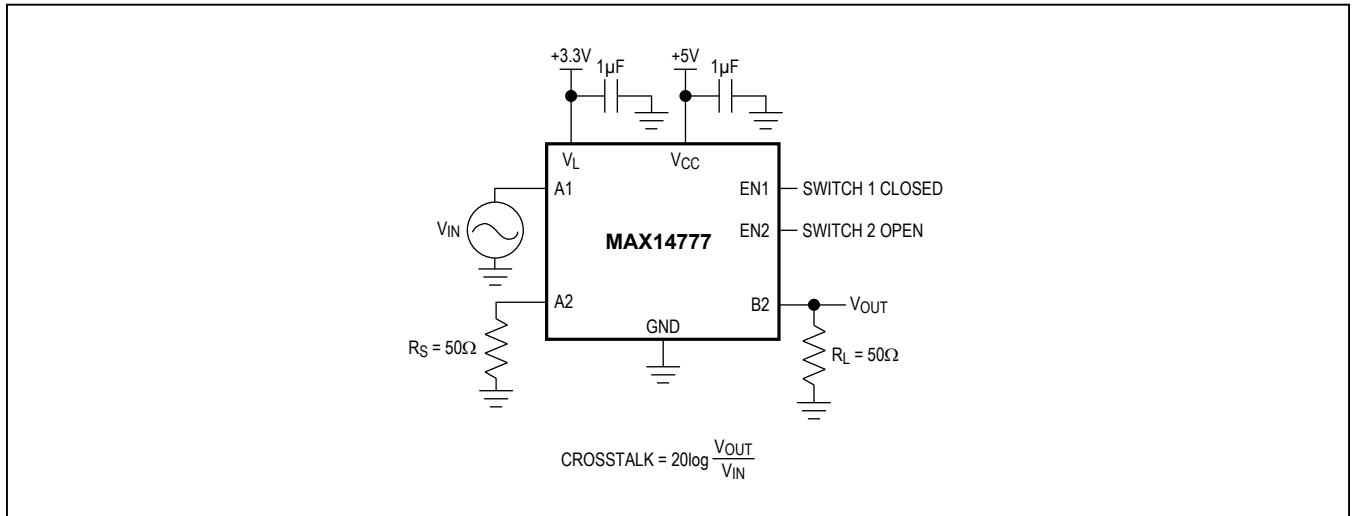 +3.3V
1µF
+5V
1µF
VL
VCC
A1
EN1
SWITCH 1 CLOSED
VIN
EN2
SWITCH 2 OPEN
MAX14777
A2
B2
VOUT
GND
RS = 50Ω
RL = 50Ω
CROSSTALK = 20log VOUT
VIN